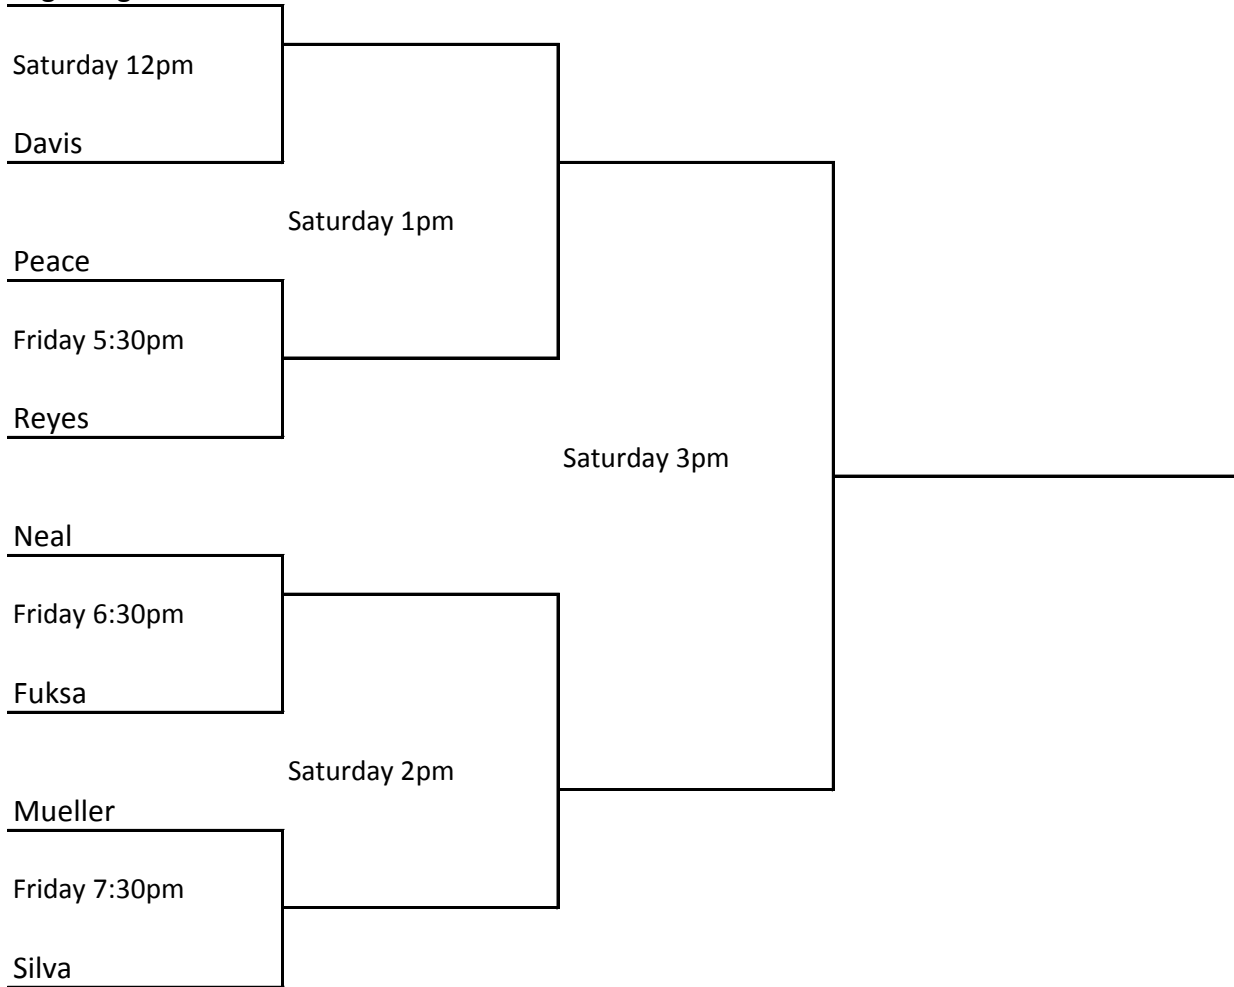 Saturday 12pm
Davis
Saturday 1pm
Peace
Friday 5:30pm
Reyes
Saturday 3pm
Neal
Friday 6:30pm
Fuksa
Saturday 2pm
Mueller
Friday 7:30pm
Silva